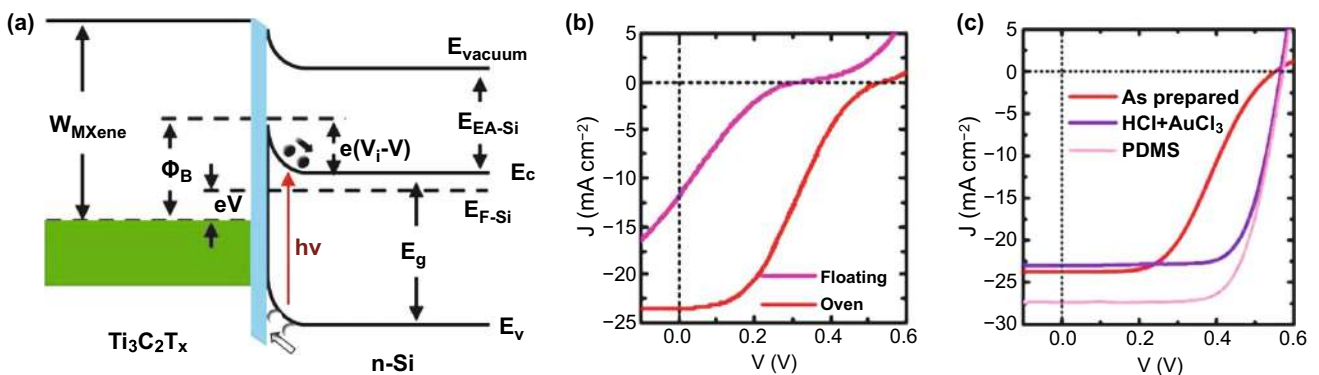 (a)
E_vacuum
W_MXene
E_EA-Si
e(V_i-V)
Φ_B
E_c
eV
E_F-Si
hν
E_g
E_v
Ti₃C₂T_x
n-Si
(b)
5
0
−5
−10
−15
−20
−25
J (mA cm⁻²)
Floating
Oven
0.0 0.2 0.4 0.6
V (V)
(c)
5
0
−5
−10
−15
−20
−25
−30
J (mA cm⁻²)
As prepared
HCl+AuCl₃
PDMS
0.0 0.2 0.4 0.6
V (V)